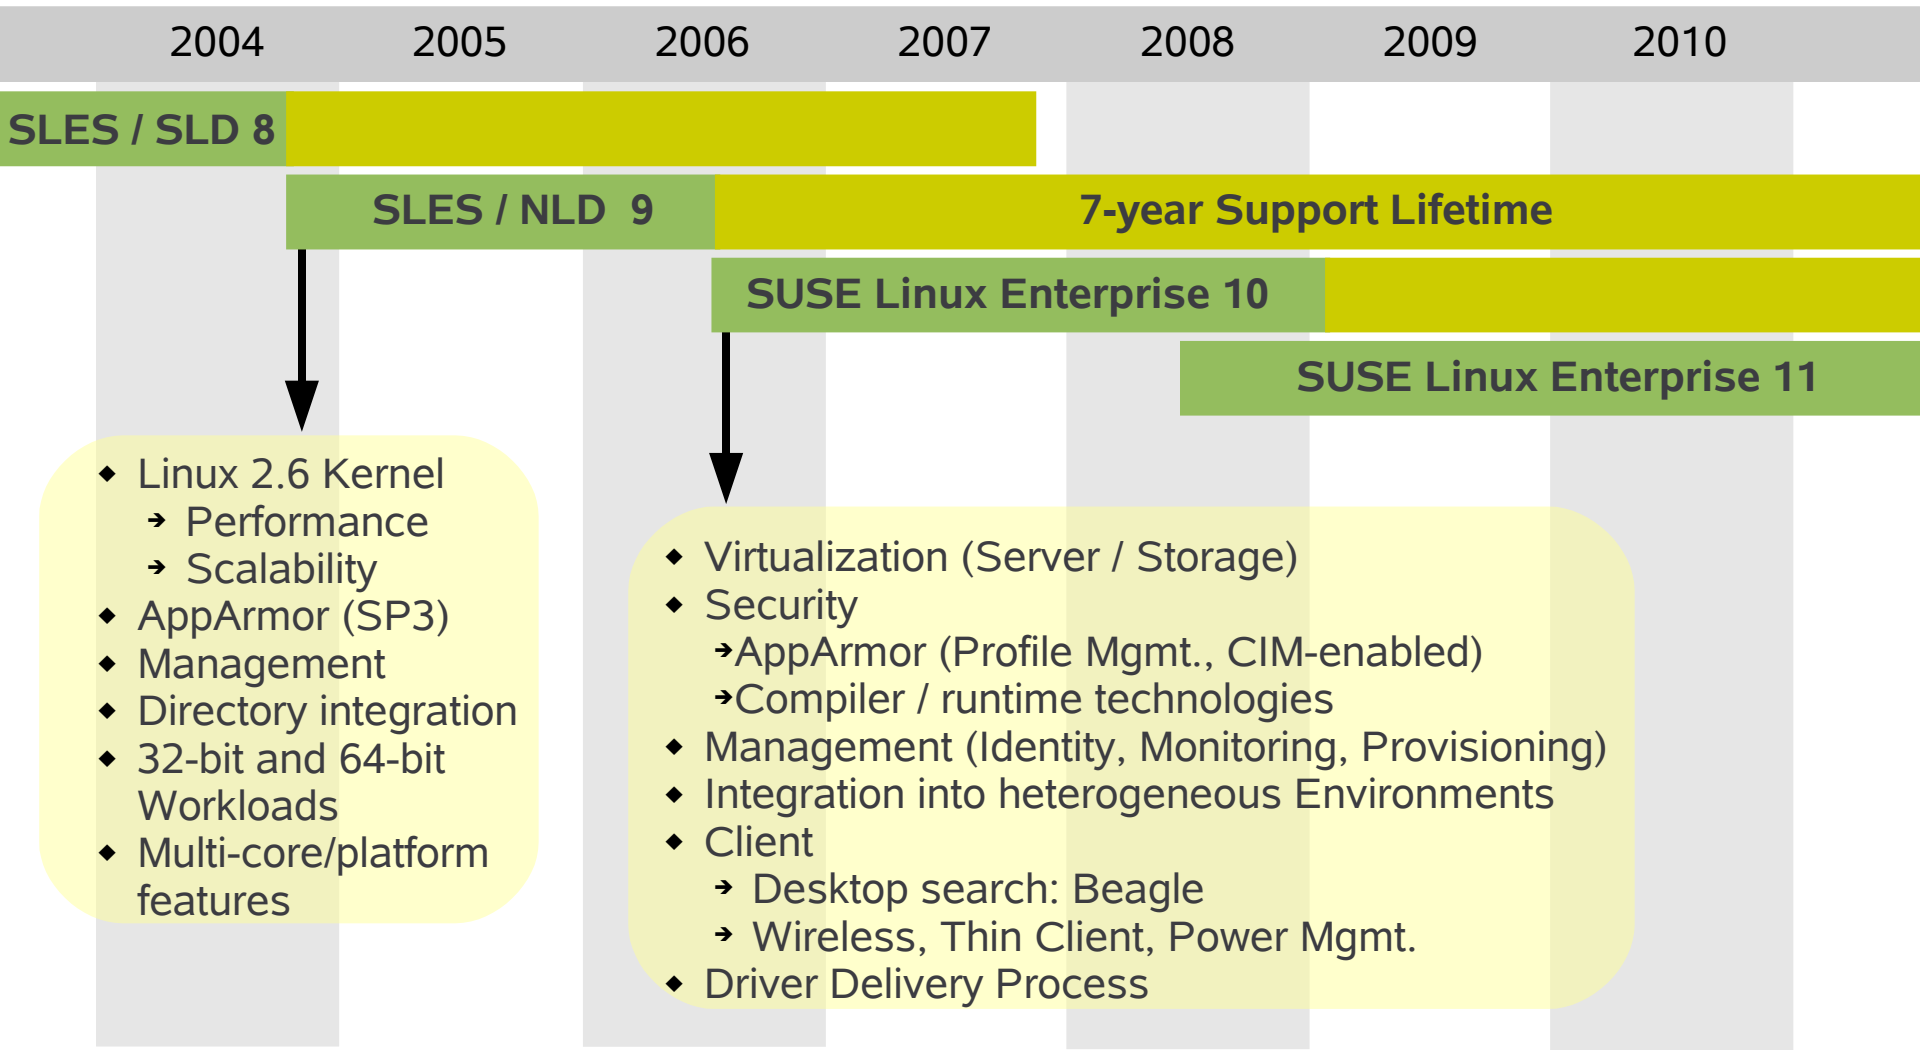 2004 2005 2006 2007 2008 2009 2010
SLES / SLD 8
SLES / NLD 9 7-year Support Lifetime
SUSE Linux Enterprise 10
SUSE Linux Enterprise 11
◆ Linux 2.6 Kernel
➔ Performance
➔ Scalability
◆ AppArmor (SP3)
◆ Management
◆ Directory integration
◆ 32-bit and 64-bit
Workloads
◆ Multi-core/platform
features
◆ Virtualization (Server / Storage)
◆ Security
➔AppArmor (Profile Mgmt., CIM-enabled)
➔Compiler / runtime technologies
◆ Management (Identity, Monitoring, Provisioning)
◆ Integration into heterogeneous Environments
◆ Client
➔ Desktop search: Beagle
➔ Wireless, Thin Client, Power Mgmt.
◆ Driver Delivery Process